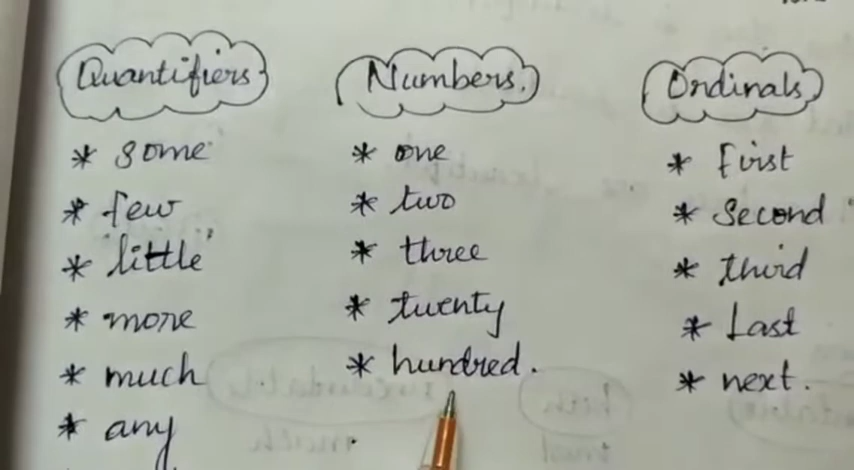 Quantifiers
* some
* few
* little
* more
* much
* any
Numbers.
* one
* two
* three
* twenty
* hundred.
Ordinals
* First
* Second
* third
* Last
* next.